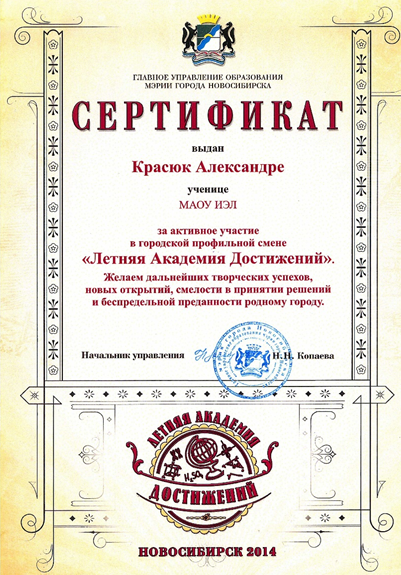 ГЛАВНОЕ УПРАВЛЕНИЕ ОБРАЗОВАНИЯ
МЭРИИ ГОРОДА НОВОСИБИРСКА
СЕРТИФИКАТ
выдан
Красюк Александре
ученице
МАОУ ИЭЛ
за активное участие
в городской профильной смене
«Летняя Академия Достижений».
Желаем дальнейших творческих успехов,
новых открытий, смелости в принятии решений
и беспредельной преданности родному городу.
Начальник управления Н.Н. Копаева
ЛЕТНЯЯ АКАДЕМИЯ
H₂SO₄
ДОСТИЖЕНИЙ
НОВОСИБИРСК 2014